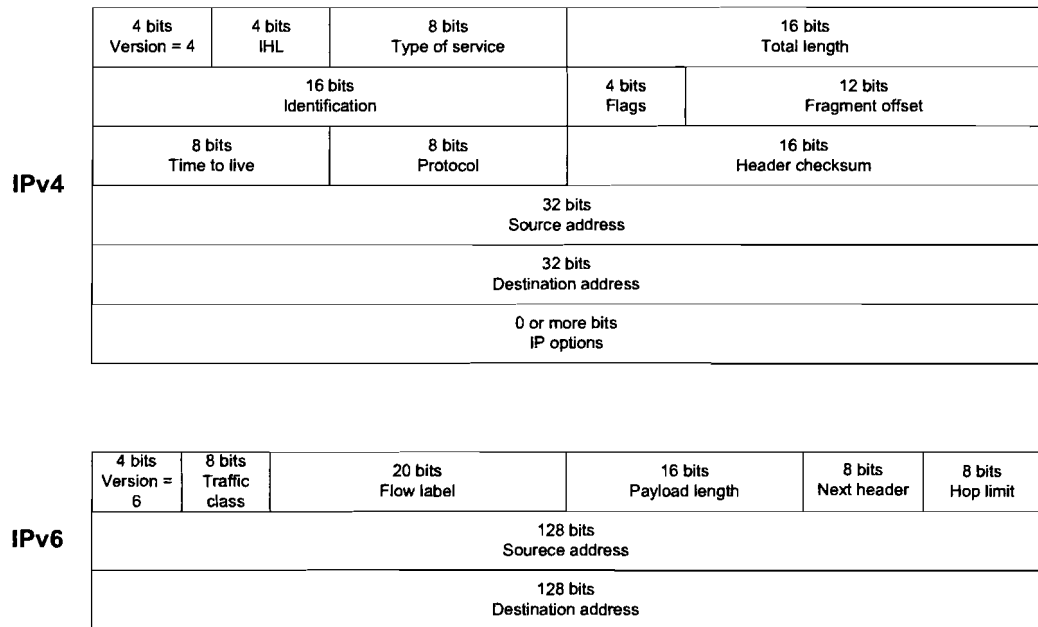 4 bits
Version = 4
4 bits
IHL
8 bits
Type of service
16 bits
Total length
16 bits
Identification
4 bits
Flags
12 bits
Fragment offset
8 bits
Time to live
8 bits
Protocol
16 bits
Header checksum
IPv4
32 bits
Source address
32 bits
Destination address
0 or more bits
IP options
4 bits
Version =
6
8 bits
Traffic
class
20 bits
Flow label
16 bits
Payload length
8 bits
Next header
8 bits
Hop limit
IPv6
128 bits
Sourece address
128 bits
Destination address